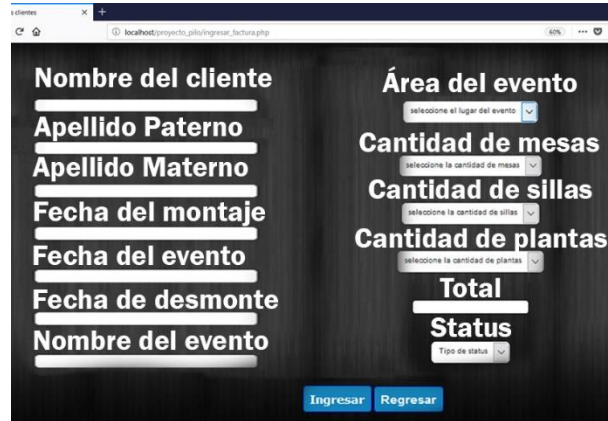 s clientes
localhost/proyecto_pilo/ingresar_factura.php
60%
Nombre del cliente
Apellido Paterno
Apellido Materno
Fecha del montaje
Fecha del evento
Fecha de desmonte
Nombre del evento
Área del evento
seleccione el lugar del evento
Cantidad de mesas
seleccione la cantidad de mesas
Cantidad de sillas
seleccione la cantidad de sillas
Cantidad de plantas
seleccione la cantidad de plantas
Total
Status
Tipo de status
Ingresar Regresar